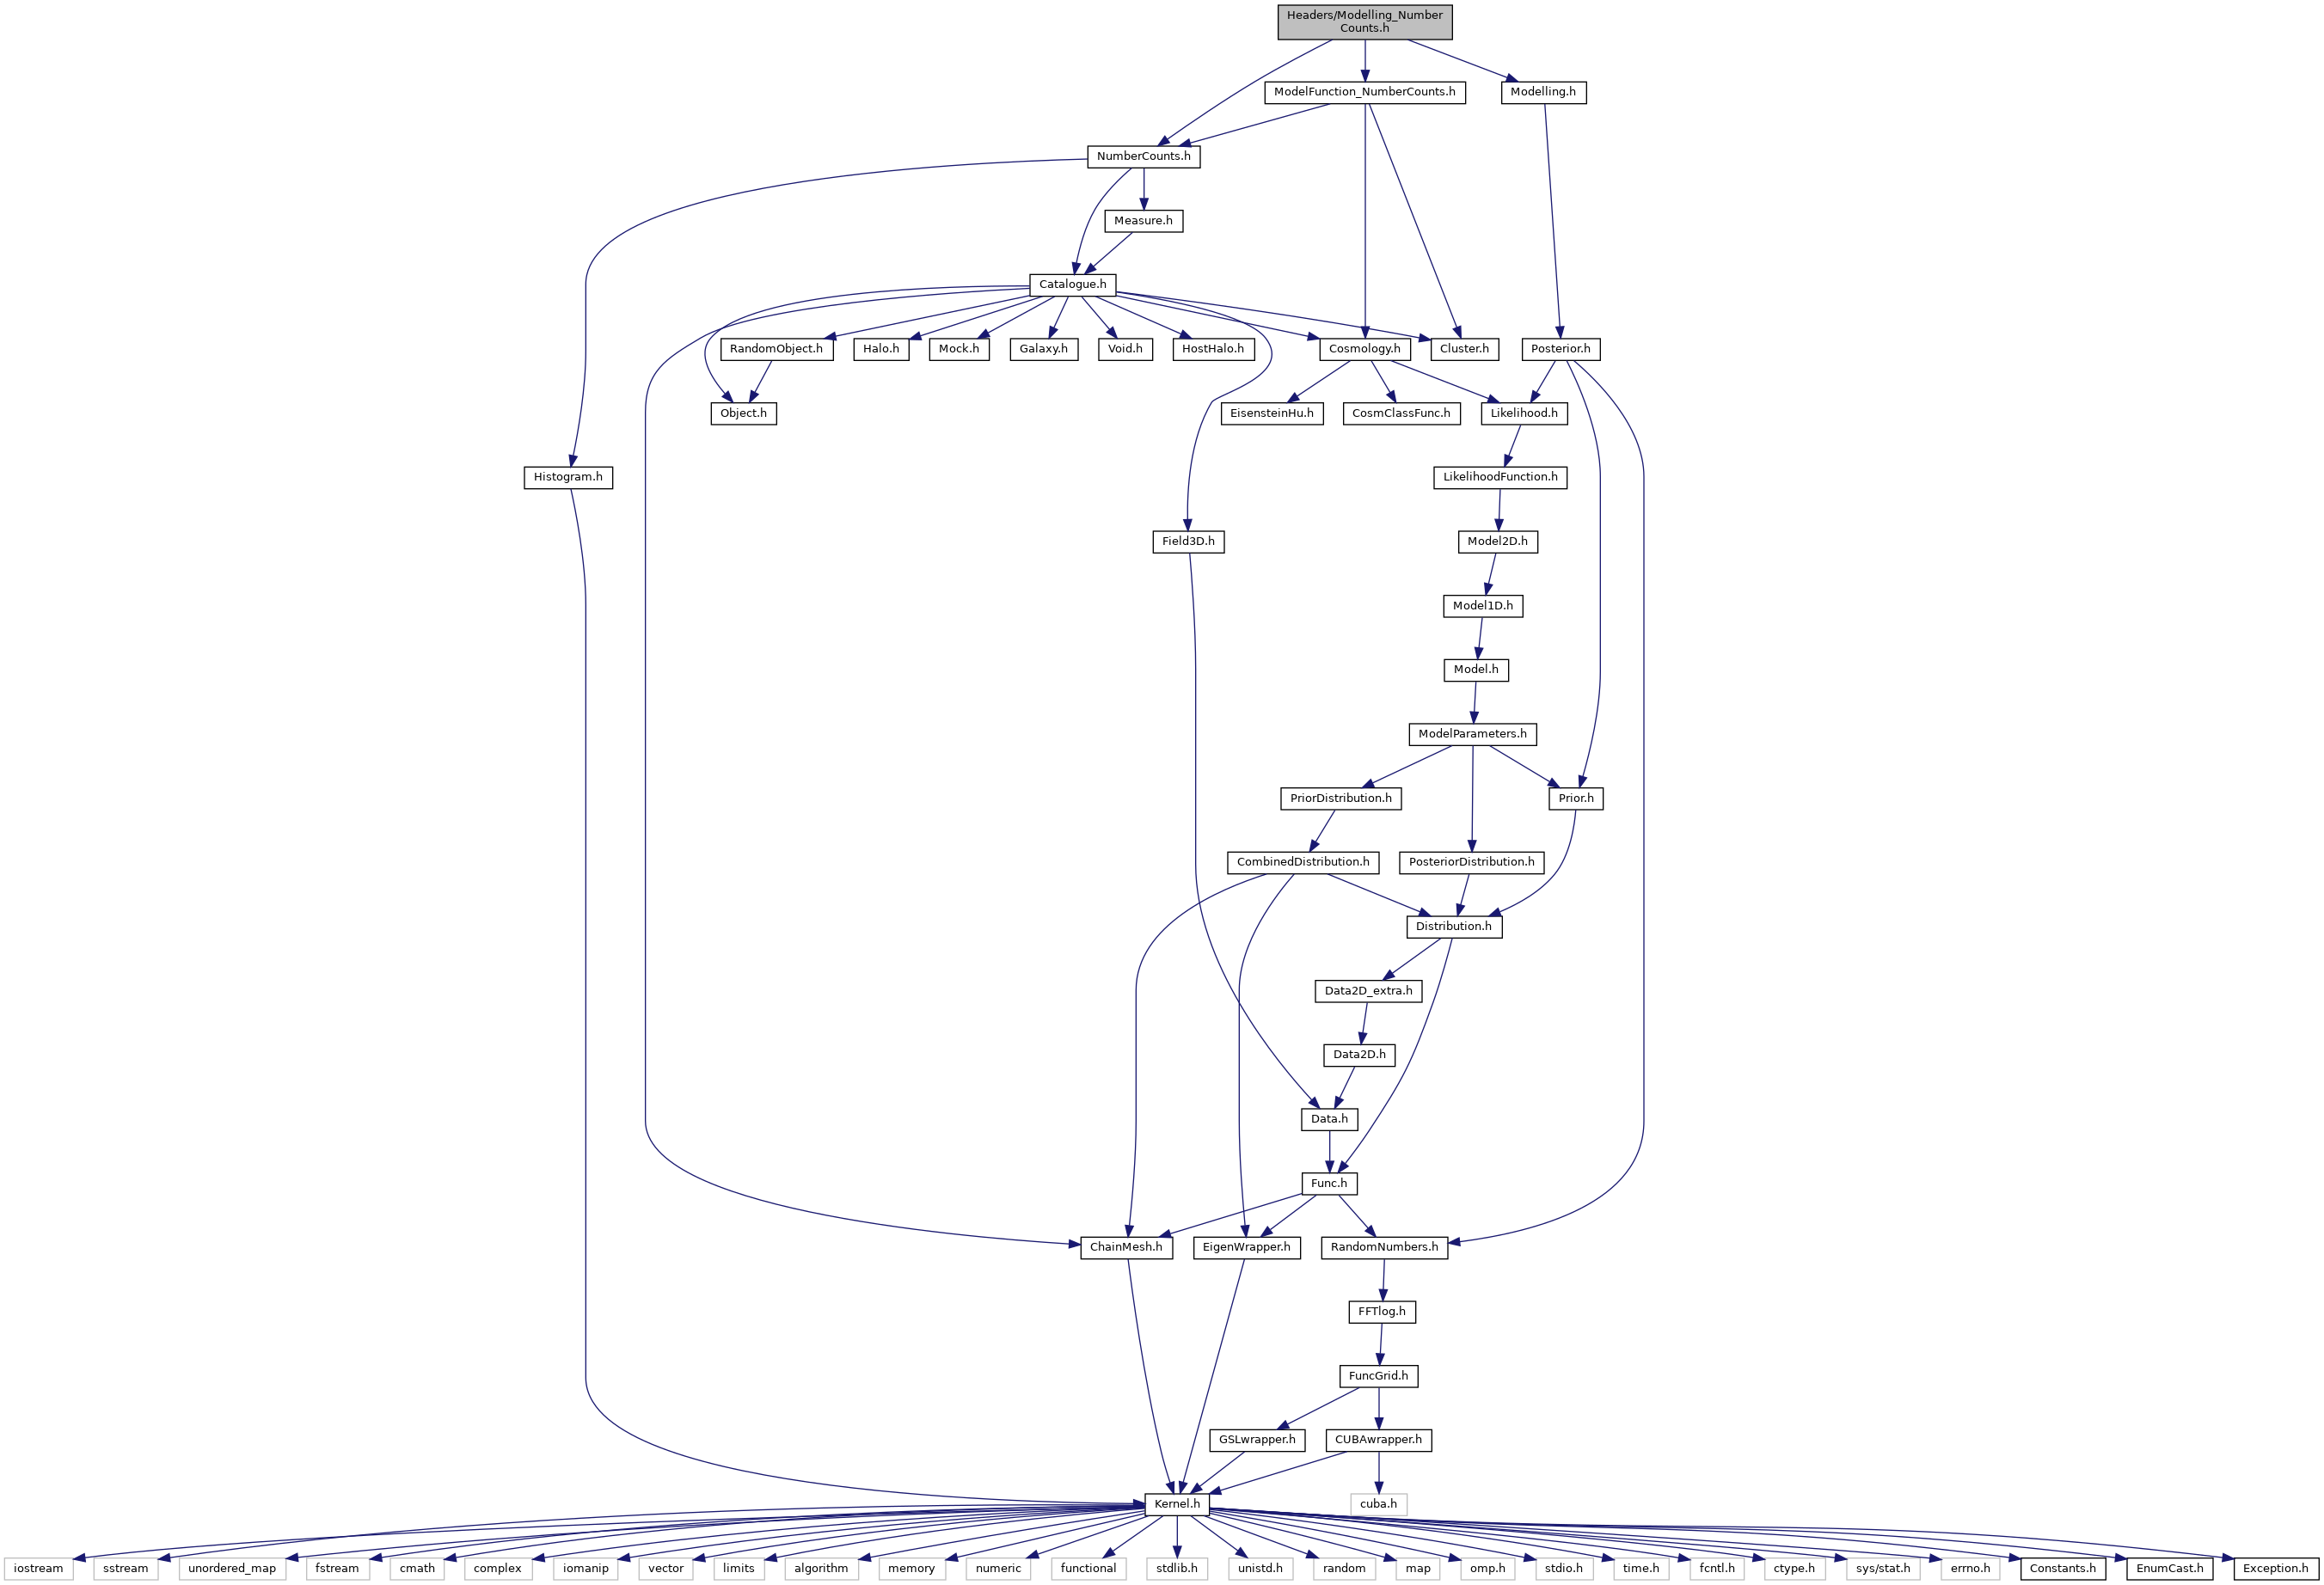 Headers/Modelling_Number
Counts.h
ModelFunction_NumberCounts.h
Modelling.h
NumberCounts.h
Measure.h
Catalogue.h
RandomObject.h
Halo.h
Mock.h
Galaxy.h
Void.h
HostHalo.h
Cosmology.h
Cluster.h
Posterior.h
Object.h
EisensteinHu.h
CosmClassFunc.h
Likelihood.h
Histogram.h
LikelihoodFunction.h
Field3D.h
Model2D.h
Model1D.h
Model.h
ModelParameters.h
PriorDistribution.h
Prior.h
CombinedDistribution.h
PosteriorDistribution.h
Distribution.h
Data2D_extra.h
Data2D.h
Data.h
Func.h
ChainMesh.h
EigenWrapper.h
RandomNumbers.h
FFTlog.h
FuncGrid.h
GSLwrapper.h
CUBAwrapper.h
Kernel.h
cuba.h
iostream
sstream
unordered_map
fstream
cmath
complex
iomanip
vector
limits
algorithm
memory
numeric
functional
stdlib.h
unistd.h
random
map
omp.h
stdio.h
time.h
fcntl.h
ctype.h
sys/stat.h
errno.h
Constants.h
EnumCast.h
Exception.h